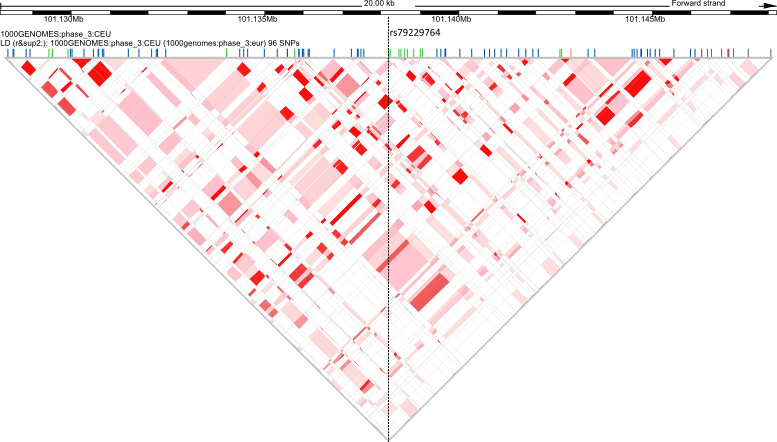 20.00 kb Forward strand
101.130Mb 101.135Mb 101.140Mb 101.145Mb
rs79229764
1000GENOMES:phase_3:CEU
LD (r&sup2;): 1000GENOMES:phase_3:CEU (1000genomes:phase_3:eur) 96 SNPs